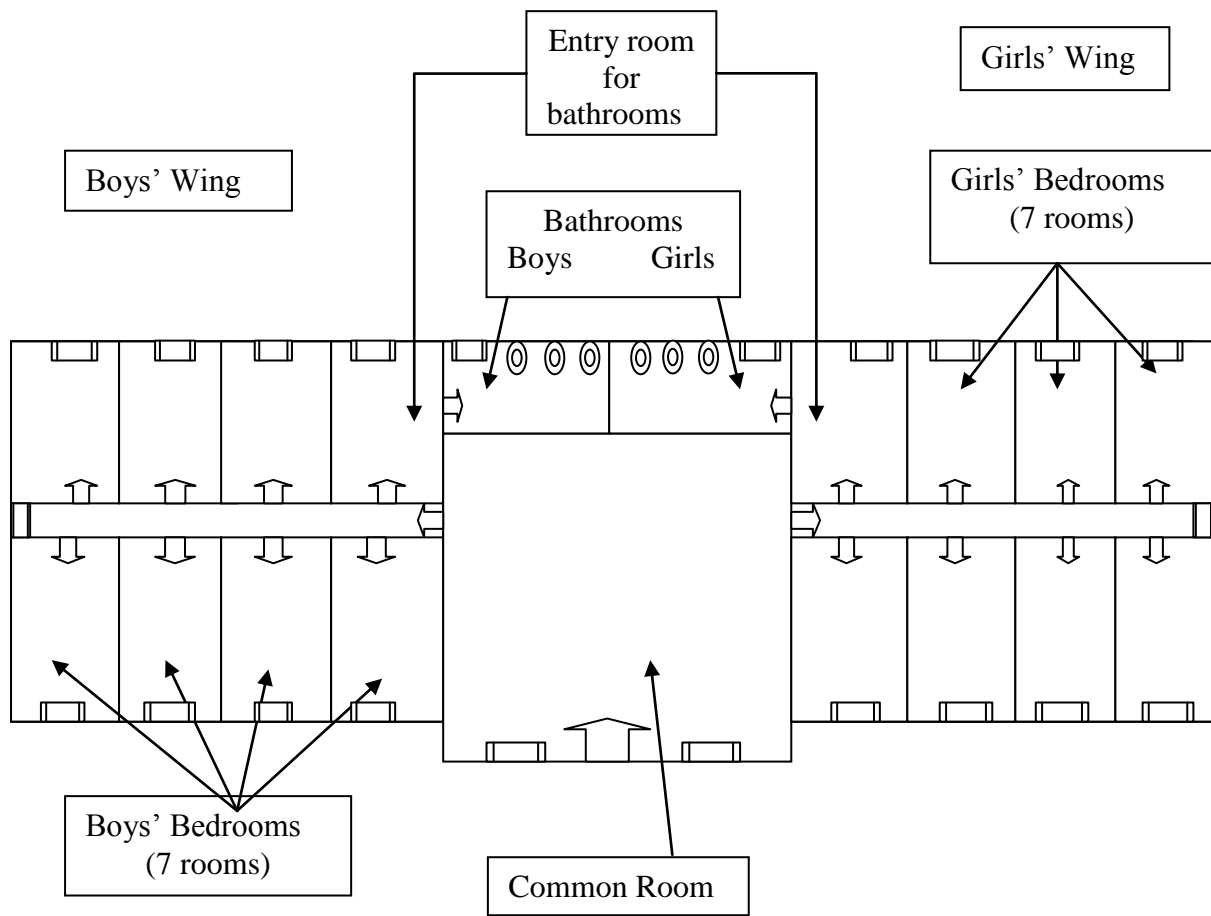 Entry room
for
bathrooms
Girls’ Wing
Boys’ Wing
Girls’ Bedrooms
(7 rooms)
Bathrooms
Boys Girls
Boys’ Bedrooms
(7 rooms)
Common Room